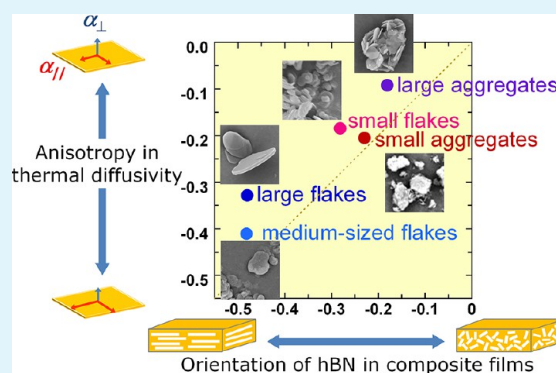 α⊥
α//
Anisotropy in
thermal diffusivity
0.0
-0.1
-0.2
-0.3
-0.4
-0.5
large aggregates
small flakes
small aggregates
large flakes
medium-sized flakes
-0.5 -0.4 -0.3 -0.2 -0.1 0
Orientation of hBN in composite films